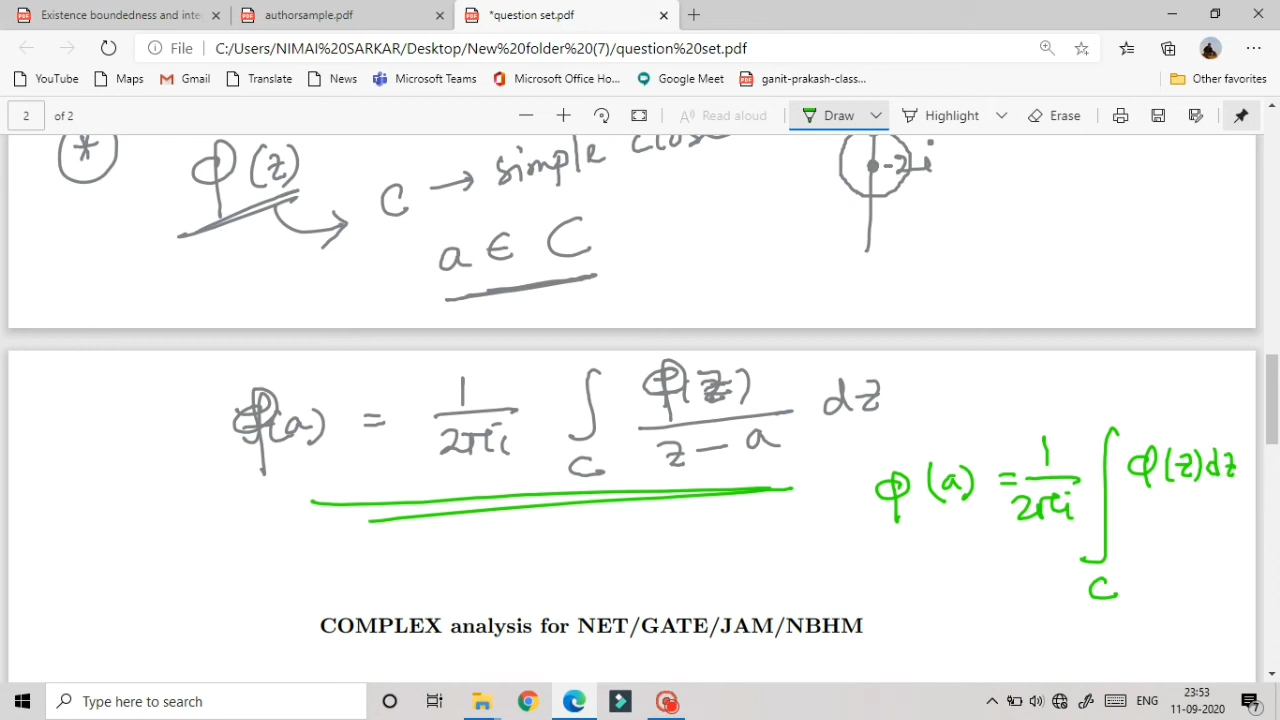 Existence boundedness and inte
authorsample.pdf
*question set.pdf
File C:/Users/NIMAI%20SARKAR/Desktop/New%20folder%20(7)/question%20set.pdf
YouTube Maps Gmail Translate News Microsoft Teams Microsoft Office Ho... Google Meet ganit-prakash-class... Other favorites
2 of 2 Read aloud Draw Highlight Erase
* φ(z) C → simple close
-2i
a ∈ C
φ(a) = 1/2πi ∫C φ(z)/z-a dz
φ(a) = 1/2πi ∫C φ(z)dz
COMPLEX analysis for NET/GATE/JAM/NBHM
Type here to search
ENG
23:53
11-09-2020
7